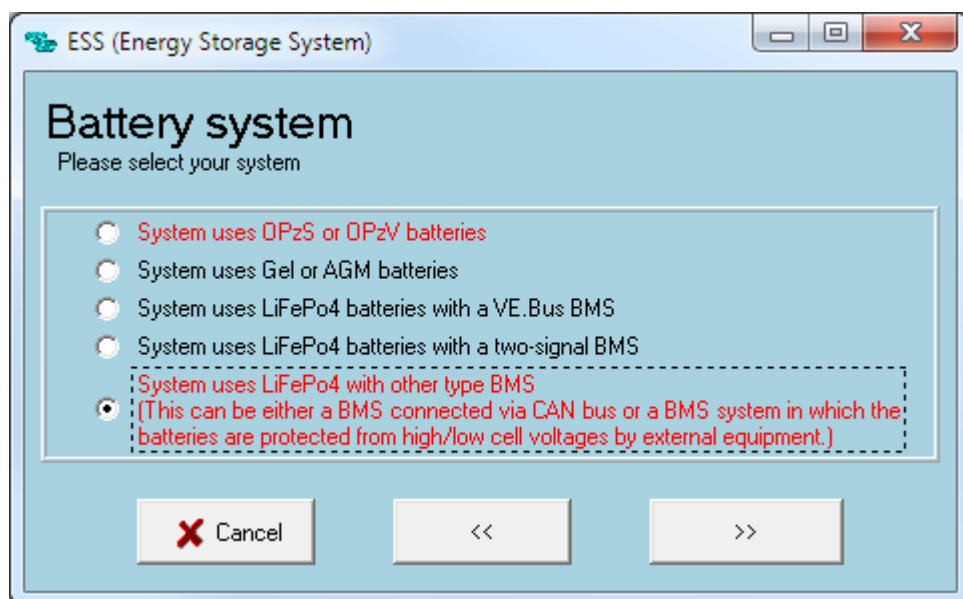 ESS (Energy Storage System)
Battery system
Please select your system
System uses OPzS or OPzV batteries
System uses Gel or AGM batteries
System uses LiFePo4 batteries with a VE.Bus BMS
System uses LiFePo4 batteries with a two-signal BMS
System uses LiFePo4 with other type BMS
(This can be either a BMS connected via CAN bus or a BMS system in which the
batteries are protected from high/low cell voltages by external equipment.)
Cancel
<<
>>